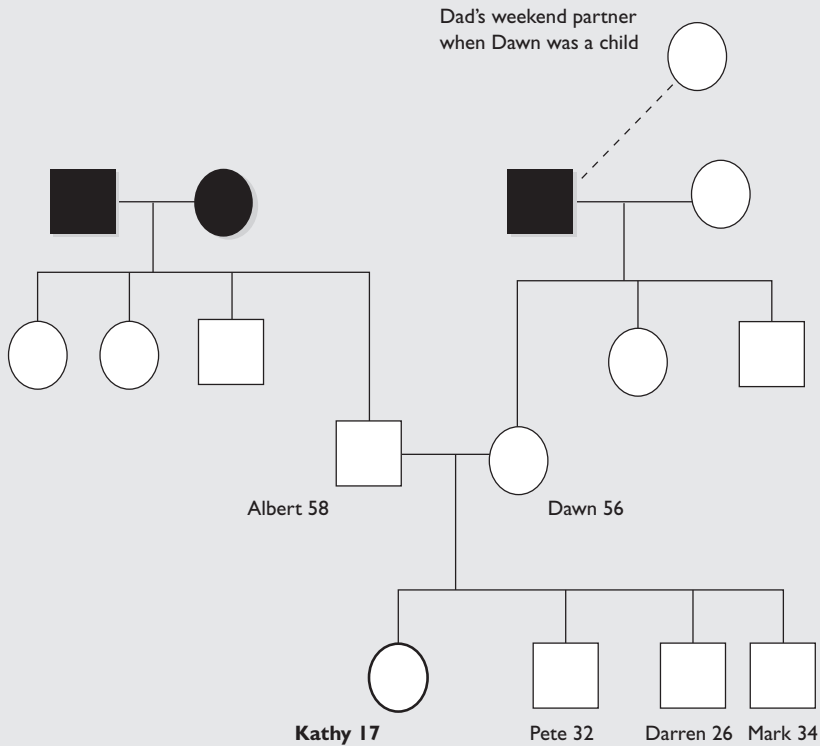 Dad’s weekend partner
when Dawn was a child
Albert 58
Dawn 56
Kathy 17
Pete 32
Darren 26
Mark 34